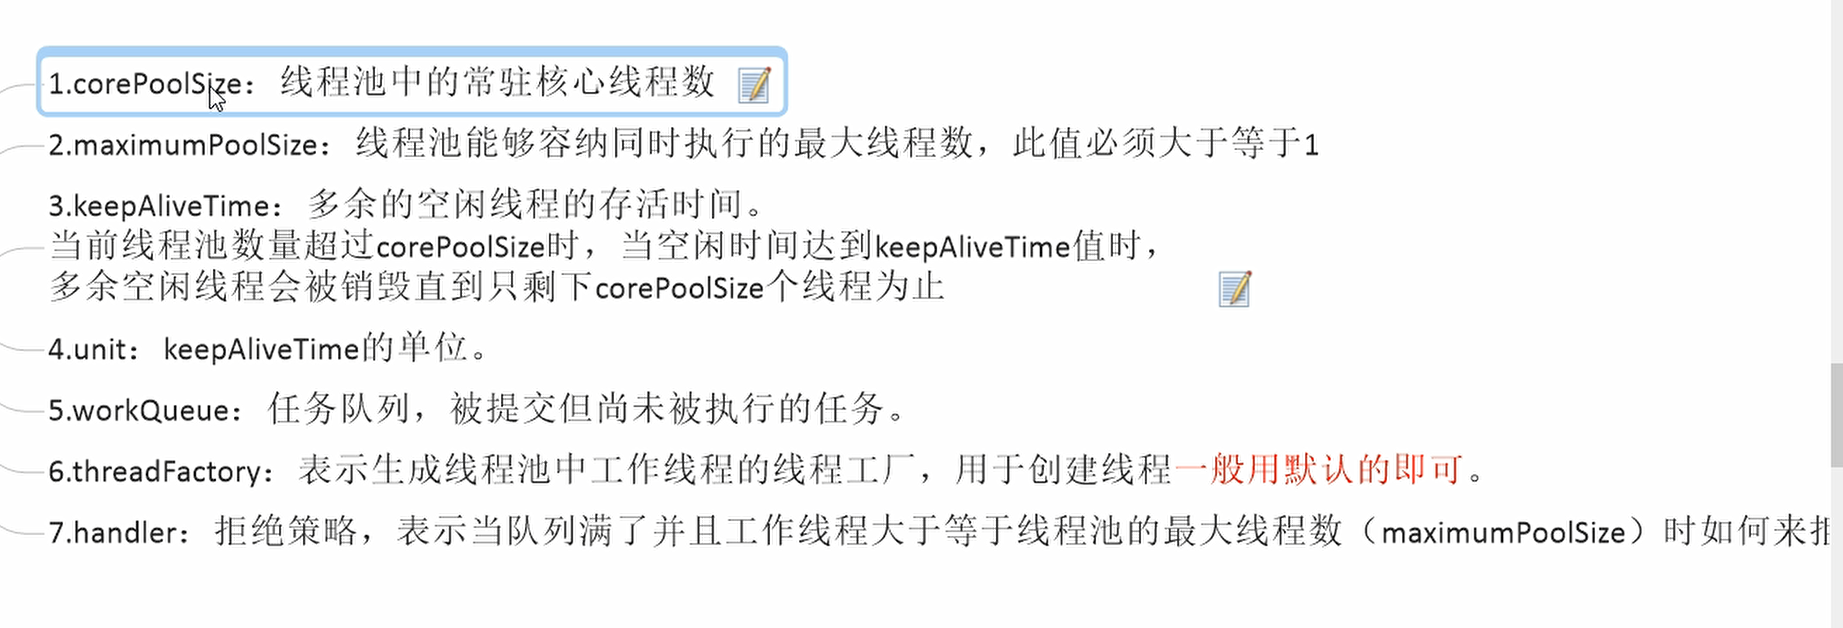 1.corePoolSize：线程池中的常驻核心线程数
2.maximumPoolSize：线程池能够容纳同时执行的最大线程数，此值必须大于等于1
3.keepAliveTime：多余的空闲线程的存活时间。
当前线程池数量超过corePoolSize时，当空闲时间达到keepAliveTime值时，
多余空闲线程会被销毁直到只剩下corePoolSize个线程为止
4.unit：keepAliveTime的单位。
5.workQueue：任务队列，被提交但尚未被执行的任务。
6.threadFactory：表示生成线程池中工作线程的线程工厂，用于创建线程一般用默认的即可。
7.handler：拒绝策略，表示当队列满了并且工作线程大于等于线程池的最大线程数（maximumPoolSize）时如何来